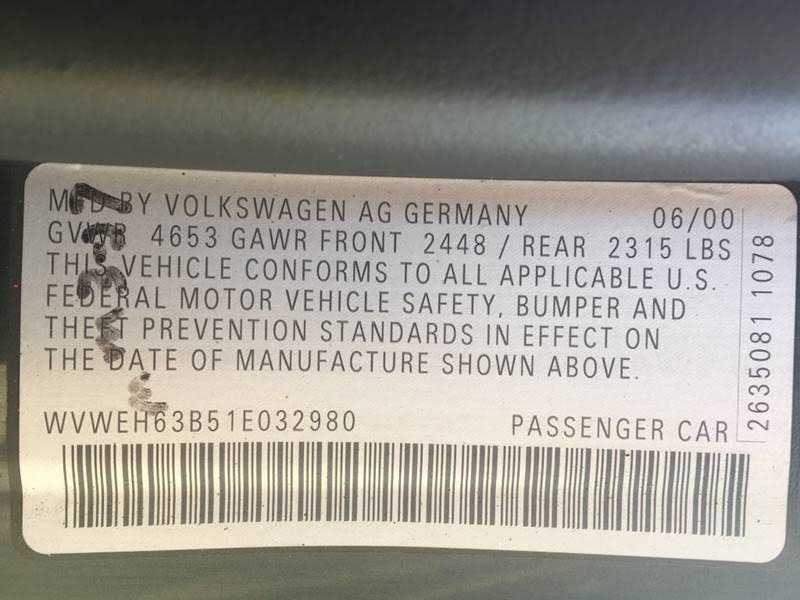 MFD BY VOLKSWAGEN AG GERMANY 06/00
GVWR 4653 GAWR FRONT 2448 / REAR 2315 LBS
THIS VEHICLE CONFORMS TO ALL APPLICABLE U.S.
FEDERAL MOTOR VEHICLE SAFETY, BUMPER AND
THEFT PREVENTION STANDARDS IN EFFECT ON
THE DATE OF MANUFACTURE SHOWN ABOVE.
WVWEH63B51E032980 PASSENGER CAR
2635081 1078